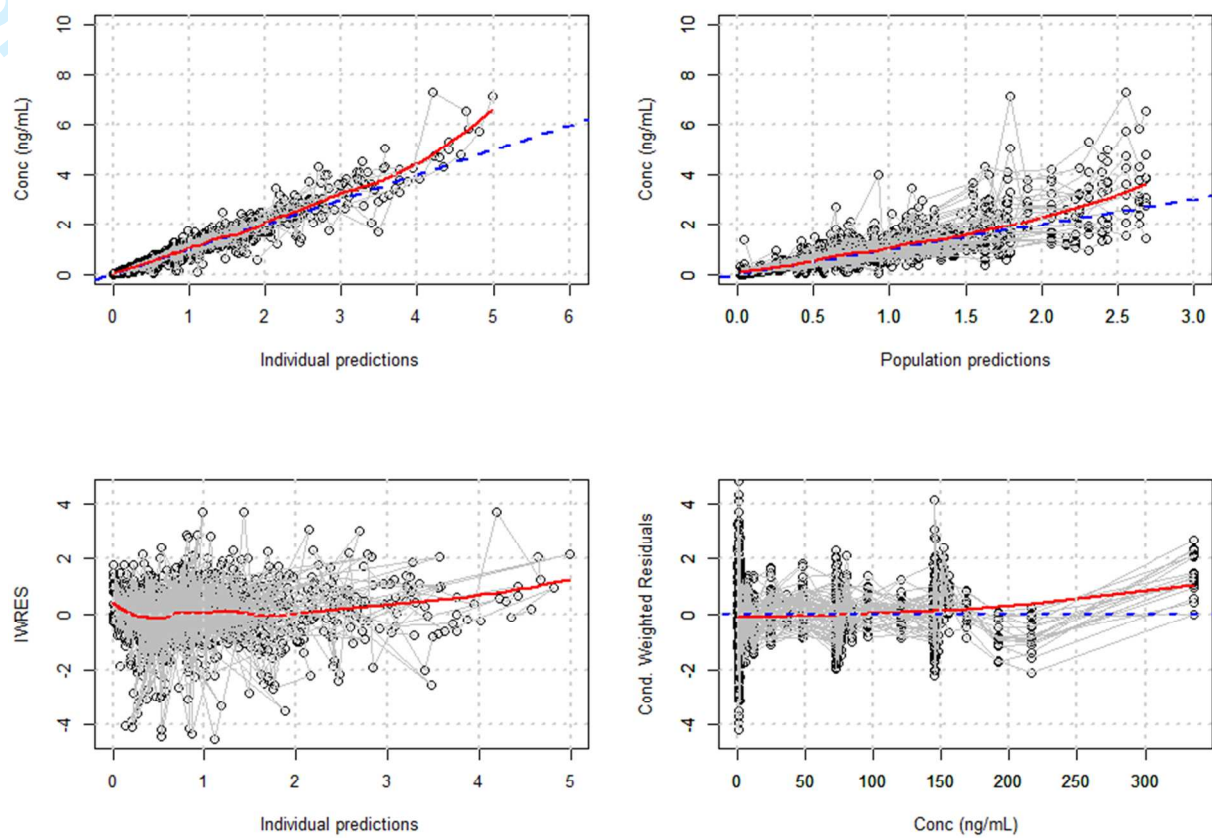 10
8
6
4
2
0
Conc (ng/mL)
0 1 2 3 4 5 6
Individual predictions
10
8
6
4
2
0
Conc (ng/mL)
0.0 0.5 1.0 1.5 2.0 2.5 3.0
Population predictions
4
2
0
-2
-4
IWRES
0 1 2 3 4 5
Individual predictions
4
2
0
-2
-4
Cond. Weighted Residuals
0 50 100 150 200 250 300
Conc (ng/mL)